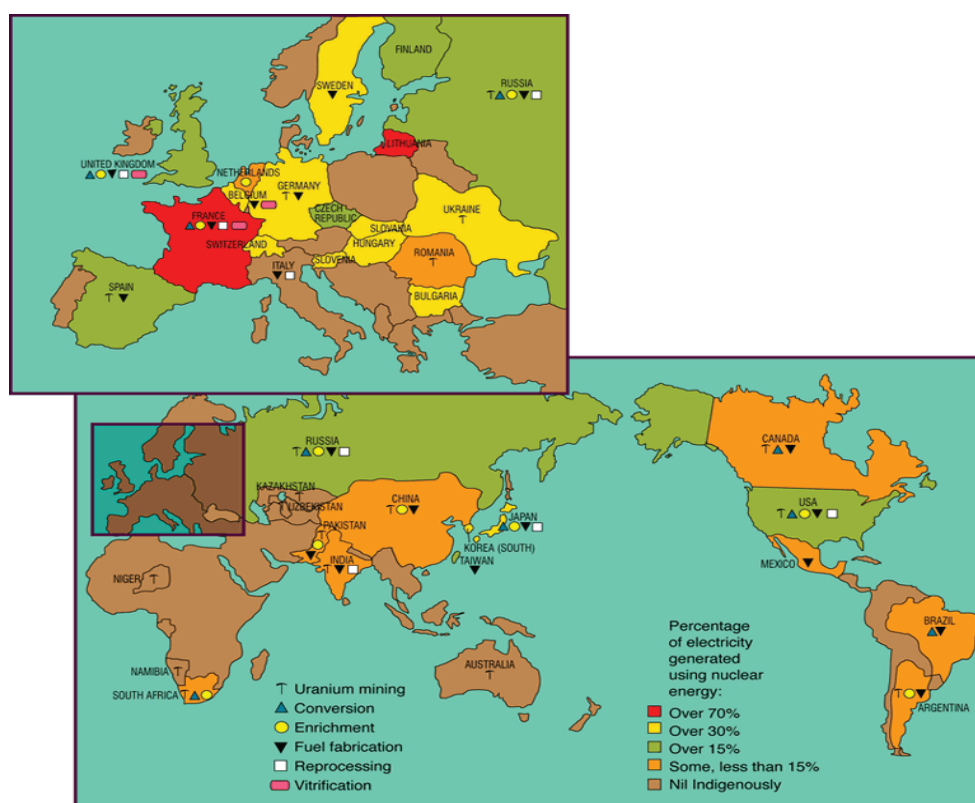 FINLAND
SWEDEN
RUSSIA
LITHUANIA
UNITED KINGDOM
NETHERLANDS
GERMANY
BELGIUM
CZECH
REPUBLIC
UKRAINE
FRANCE
SLOVAKIA
SWITZERLAND
HUNGARY
ROMANIA
ITALY
SLOVENIA
SPAIN
BULGARIA
RUSSIA
CANADA
KAZAKHSTAN
UZBEKISTAN
CHINA
USA
JAPAN
PAKISTAN
KOREA (SOUTH)
INDIA
TAIWAN
MEXICO
NIGER
BRAZIL
NAMIBIA
AUSTRALIA
SOUTH AFRICA
ARGENTINA
Uranium mining
Conversion
Enrichment
Fuel fabrication
Reprocessing
Vitrification
Percentage
of electricity
generated
using nuclear
energy:
Over 70%
Over 30%
Over 15%
Some, less than 15%
Nil Indigenously